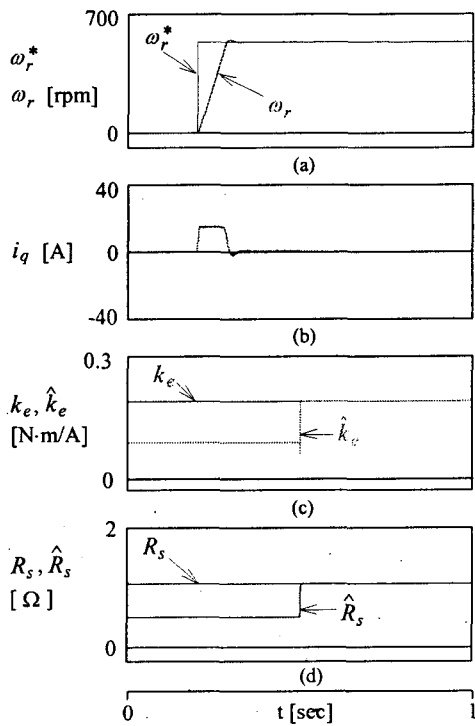 700
ω_r^*
ω_r^*
ω_r [rpm]
ω_r
0
(a)
40
i_q [A]
0
-40
(b)
0.3
k_e
k_e, k̂_e
k̂_e
[N·m/A]
0
(c)
2
R_s
R_s, R̂_s
[Ω]
1
R̂_s
0
(d)
0
t [sec]
1